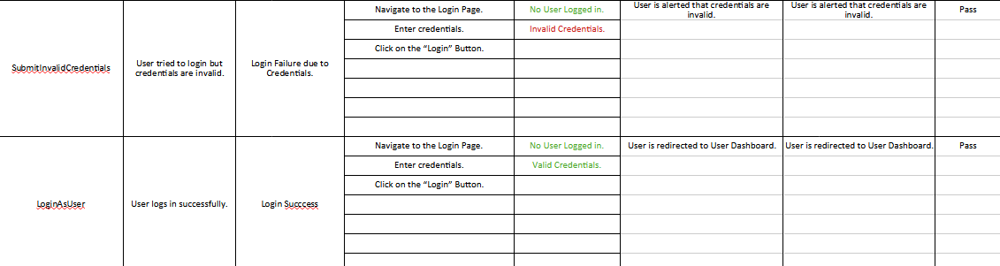 SubmitInvalidCredentials
User tried to login but
credentials are invalid.
Login Failure due to
Credentials.
Navigate to the Login Page.
No User Logged in.
User is alerted that credentials are
invalid.
User is alerted that credentials are
invalid.
Pass
Enter credentials.
Invalid Credentials.
Click on the “Login” Button.
LoginAsUser
User logs in successfully.
Login Succcess
Navigate to the Login Page.
No User Logged in.
User is redirected to User Dashboard.
User is redirected to User Dashboard.
Pass
Enter credentials.
Valid Credentials.
Click on the “Login” Button.